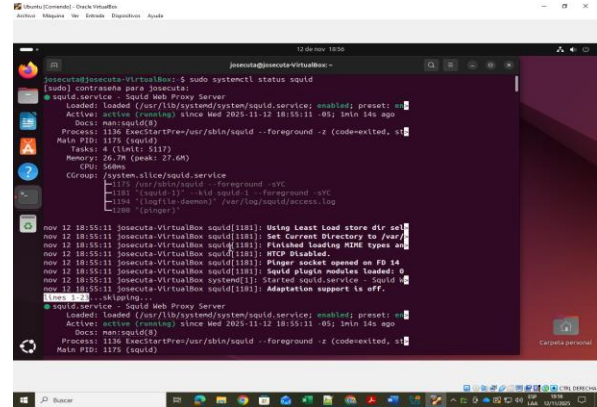 Ubuntu [Corriendo] - Oracle VirtualBox
Archivo Máquina Ver Entrada Dispositivos Ayuda
12 de nov 18:56
josecuta@josecuta-VirtualBox: ~
josecuta@josecuta-VirtualBox:~$ sudo systemctl status squid
[sudo] contraseña para josecuta:
● squid.service - Squid Web Proxy Server
Loaded: loaded (/usr/lib/systemd/system/squid.service; enabled; preset: en>
Active: active (running) since Wed 2025-11-12 18:55:11 -05; 1min 14s ago
Docs: man:squid(8)
Process: 1136 ExecStartPre=/usr/sbin/squid --foreground -z (code=exited, st>
Main PID: 1175 (squid)
Tasks: 4 (limit: 5117)
Memory: 26.7M (peak: 27.6M)
CPU: 560ms
CGroup: /system.slice/squid.service
├─1175 /usr/sbin/squid --foreground -sYC
├─1181 "(squid-1)" --kid squid-1 --foreground -sYC
├─1194 "(logfile-daemon)" /var/log/squid/access.log
└─1200 "(pinger)"
nov 12 18:55:11 josecuta-VirtualBox squid[1181]: Using Least Load store dir sel>
nov 12 18:55:11 josecuta-VirtualBox squid[1181]: Set Current Directory to /var/>
nov 12 18:55:11 josecuta-VirtualBox squid[1181]: Finished loading MIME types an>
nov 12 18:55:11 josecuta-VirtualBox squid[1181]: HTCP Disabled.
nov 12 18:55:11 josecuta-VirtualBox squid[1181]: Pinger socket opened on FD 14
nov 12 18:55:11 josecuta-VirtualBox squid[1181]: Squid plugin modules loaded: 0
nov 12 18:55:11 josecuta-VirtualBox systemd[1]: Started squid.service - Squid W>
nov 12 18:55:11 josecuta-VirtualBox squid[1181]: Adaptation support is off.
lines 1-23...skipping...
● squid.service - Squid Web Proxy Server
Loaded: loaded (/usr/lib/systemd/system/squid.service; enabled; preset: en>
Active: active (running) since Wed 2025-11-12 18:55:11 -05; 1min 14s ago
Docs: man:squid(8)
Process: 1136 ExecStartPre=/usr/sbin/squid --foreground -z (code=exited, st>
Main PID: 1175 (squid)
Carpeta personal
CTRL DERECHA
Buscar
ESP
LAA
18:56
12/11/2025